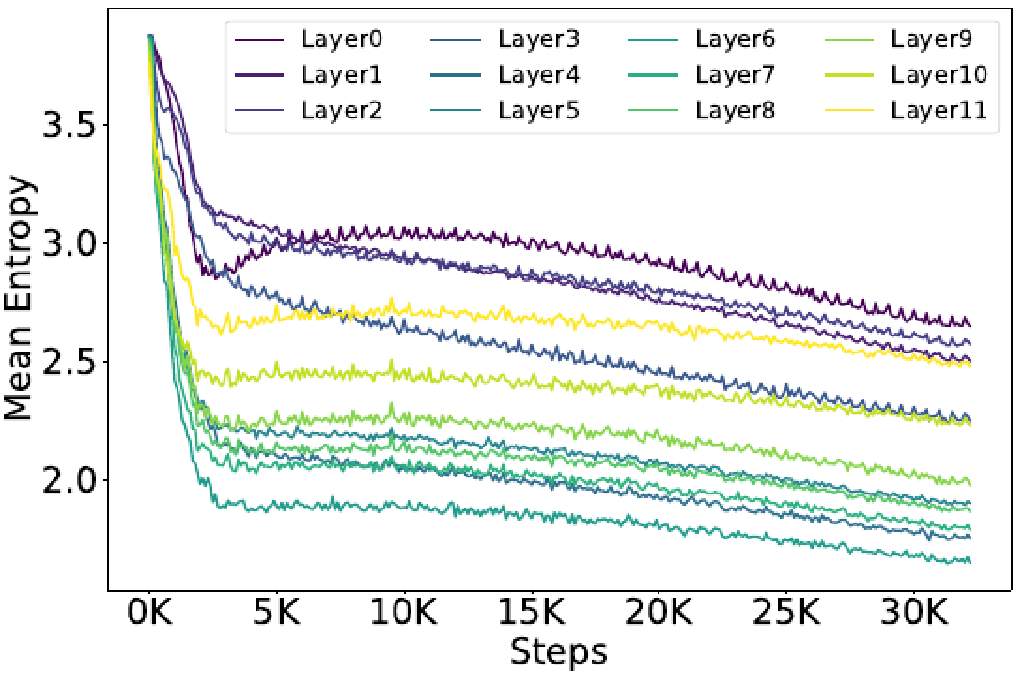 Layer0 Layer3 Layer6 Layer9
Layer1 Layer4 Layer7 Layer10
Layer2 Layer5 Layer8 Layer11
3.5
3.0
2.5
2.0
Mean Entropy
0K 5K 10K 15K 20K 25K 30K
Steps